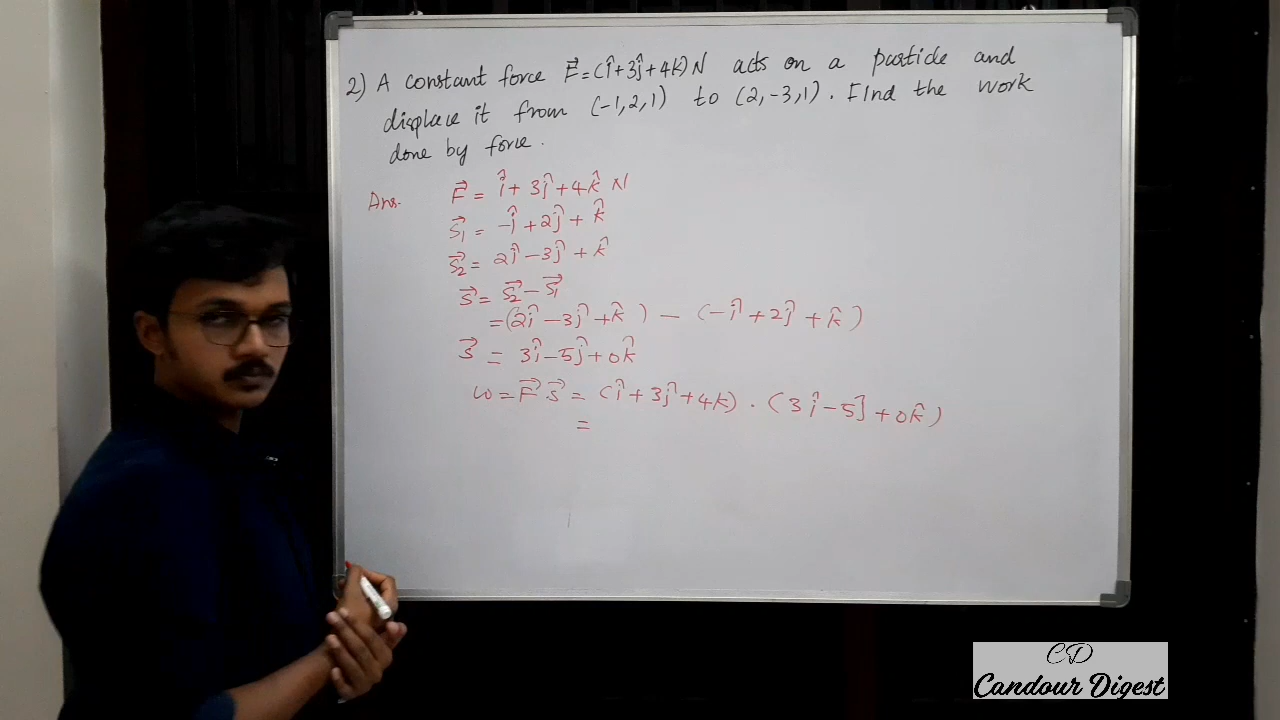 2) A constant force F⃗=(î+3ĵ+4k)N acts on a particle and
displace it from (-1,2,1) to (2,-3,1). Find the work
done by force.
Ans. F⃗ = î+3ĵ+4k̂ N
S⃗₁ = -î+2ĵ+k̂
S⃗₂ = 2î-3ĵ+k̂
S⃗ = S⃗₂-S⃗₁
=(2î-3ĵ+k̂) - (-î+2ĵ+k̂)
S⃗ = 3î-5ĵ+0k̂
W=F⃗ S⃗ = (î+3ĵ+4k).(3î-5ĵ+0k̂)
=
CD
Candour Digest